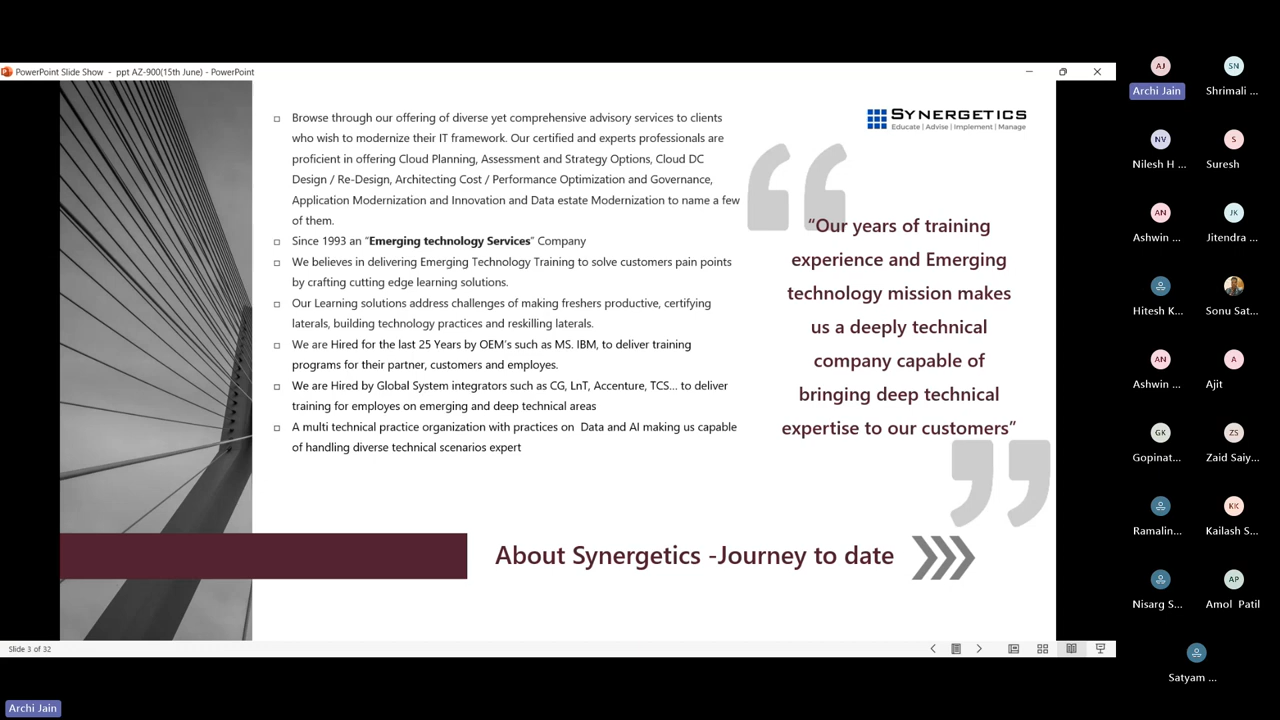 PowerPoint Slide Show - ppt AZ-900(15th June) - PowerPoint
Browse through our offering of diverse yet comprehensive advisory services to clients
who wish to modernize their IT framework. Our certified and experts professionals are
proficient in offering Cloud Planning, Assessment and Strategy Options, Cloud DC
Design / Re-Design, Architecting Cost / Performance Optimization and Governance,
Application Modernization and Innovation and Data estate Modernization to name a few
of them.
Since 1993 an “Emerging technology Services” Company
We believes in delivering Emerging Technology Training to solve customers pain points
by crafting cutting edge learning solutions.
Our Learning solutions address challenges of making freshers productive, certifying
laterals, building technology practices and reskilling laterals.
We are Hired for the last 25 Years by OEM’s such as MS. IBM, to deliver training
programs for their partner, customers and employes.
We are Hired by Global System integrators such as CG, LnT, Accenture, TCS... to deliver
training for employes on emerging and deep technical areas
A multi technical practice organization with practices on Data and AI making us capable
of handling diverse technical scenarios expert
SYNERGETICS
Educate | Advise | Implement | Manage
“Our years of training
experience and Emerging
technology mission makes
us a deeply technical
company capable of
bringing deep technical
expertise to our customers”
About Synergetics -Journey to date
Slide 3 of 32
AJ
Archi Jain
SN
Shrimali ...
NV
Nilesh H ...
S
Suresh
AN
Ashwin ...
JK
Jitendra ...
Hitesh K...
Sonu Sat...
AN
Ashwin ...
A
Ajit
GK
Gopinat...
ZS
Zaid Saiy...
Ramalin...
KK
Kailash S...
Nisarg S...
AP
Amol Patil
Satyam ...
Archi Jain